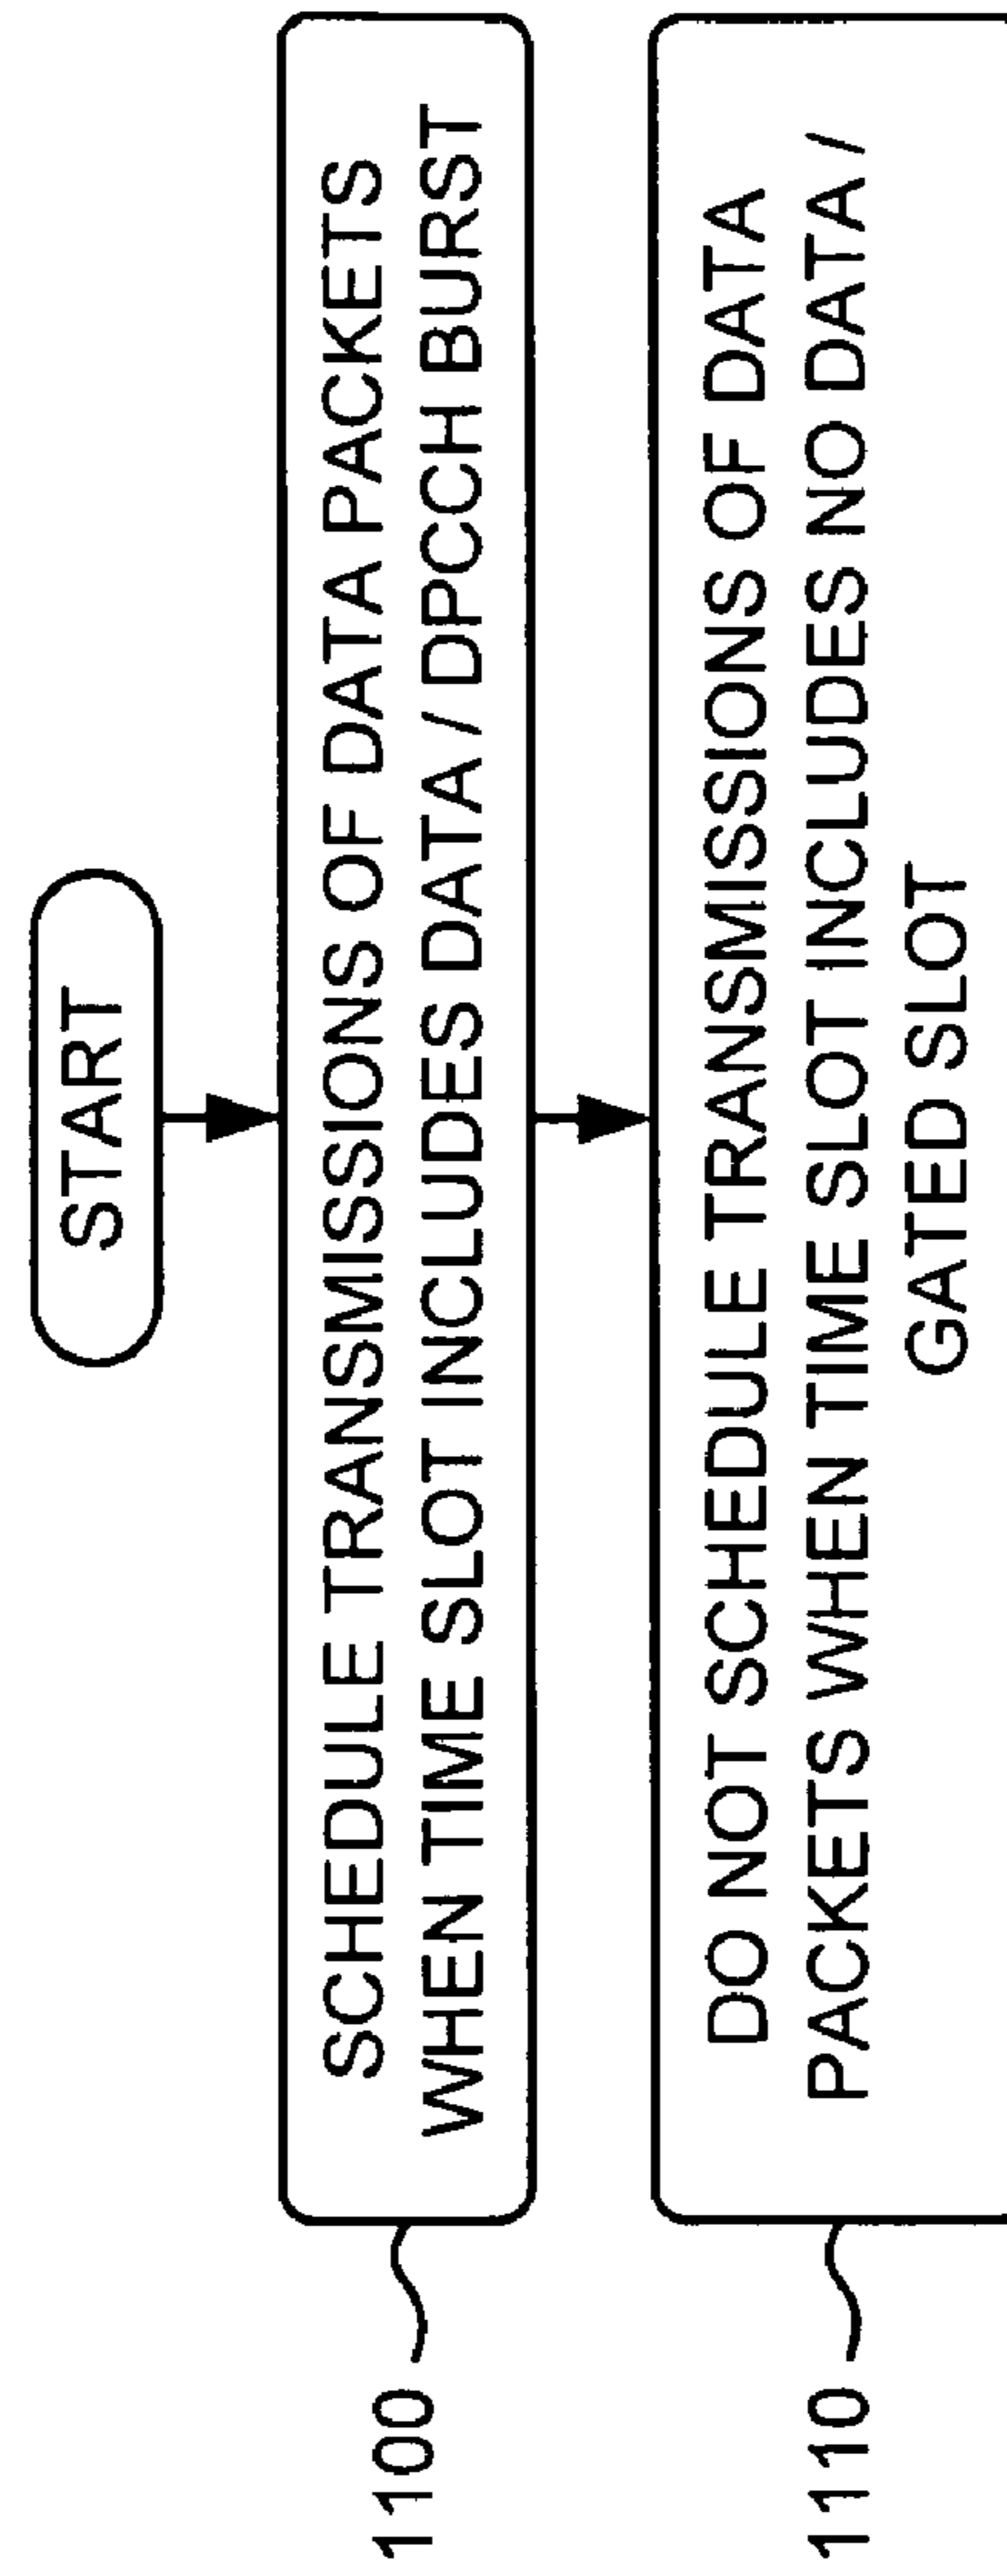 START
SCHEDULE TRANSMISSIONS OF DATA PACKETS
WHEN TIME SLOT INCLUDES DATA / DPCCH BURST
1100
DO NOT SCHEDULE TRANSMISSIONS OF DATA
PACKETS WHEN TIME SLOT INCLUDES NO DATA /
GATED SLOT
1110